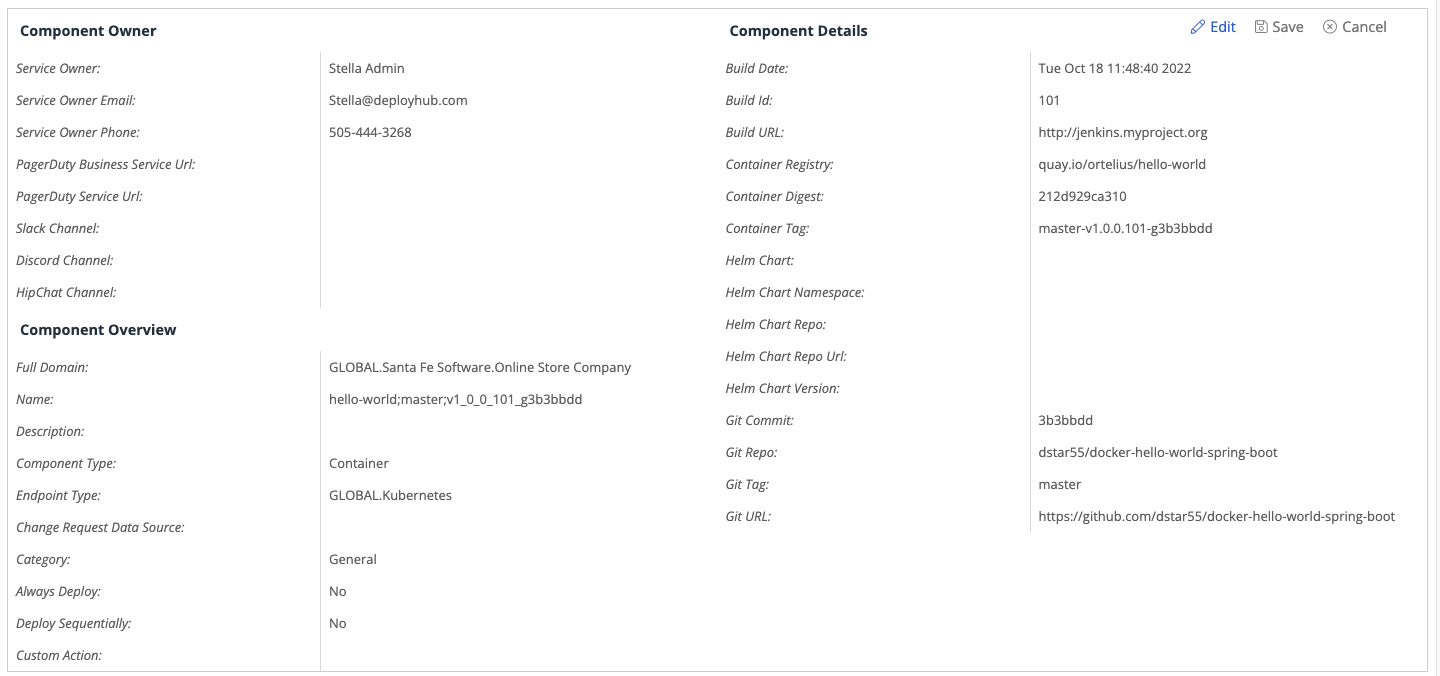 Component Owner
Service Owner: Stella Admin
Service Owner Email: Stella@deployhub.com
Service Owner Phone: 505-444-3268
PagerDuty Business Service Url:
PagerDuty Service Url:
Slack Channel:
Discord Channel:
HipChat Channel:
Component Overview
Full Domain: GLOBAL.Santa Fe Software.Online Store Company
Name: hello-world;master;v1_0_0_101_g3b3bbdd
Description:
Component Type: Container
Endpoint Type: GLOBAL.Kubernetes
Change Request Data Source:
Category: General
Always Deploy: No
Deploy Sequentially: No
Custom Action:
Component Details
Edit Save Cancel
Build Date: Tue Oct 18 11:48:40 2022
Build Id: 101
Build URL: http://jenkins.myproject.org
Container Registry: quay.io/ortelius/hello-world
Container Digest: 212d929ca310
Container Tag: master-v1.0.0.101-g3b3bbdd
Helm Chart:
Helm Chart Namespace:
Helm Chart Repo:
Helm Chart Repo Url:
Helm Chart Version:
Git Commit: 3b3bbdd
Git Repo: dstar55/docker-hello-world-spring-boot
Git Tag: master
Git URL: https://github.com/dstar55/docker-hello-world-spring-boot